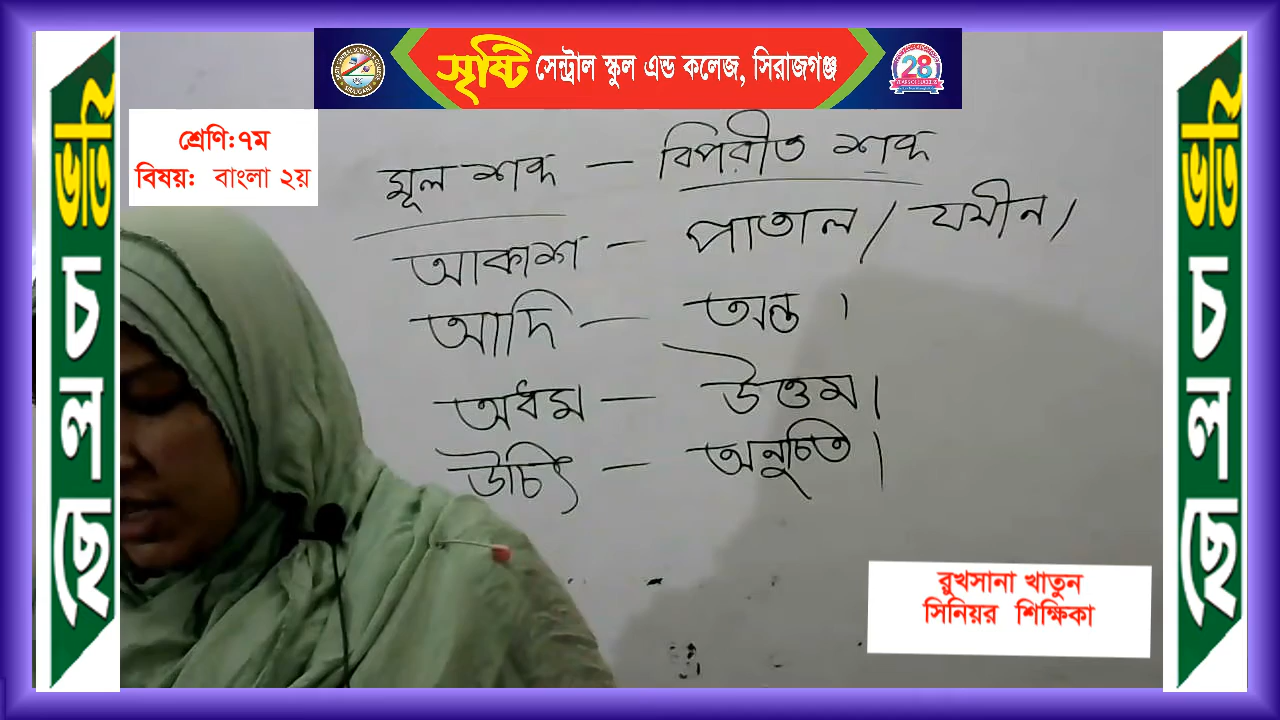 সৃষ্টি সেন্ট্রাল স্কুল এন্ড কলেজ, সিরাজগঞ্জ
28
শ্রেণি:৭ম
বিষয়: বাংলা ২য়
ভর্তি চলছে
মূল শব্দ — বিপরীত শব্দ
আকাশ — পাতাল / যমীন /
আদি — অন্ত ।
অধম — উত্তম।
উচিৎ — অনুচিত।
রুখসানা খাতুন
সিনিয়র শিক্ষিকা
ভর্তি চলছে